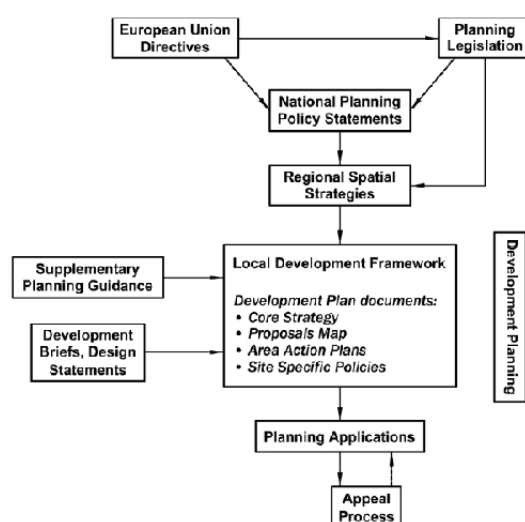 European Union
Directives
Planning
Legislation
National Planning
Policy Statements
Regional Spatial
Strategies
Local Development Framework
Development Plan documents:
• Core Strategy
• Proposals Map
• Area Action Plans
• Site Specific Policies
Supplementary
Planning Guidance
Development
Briefs, Design
Statements
Development Planning
Planning Applications
Appeal
Process